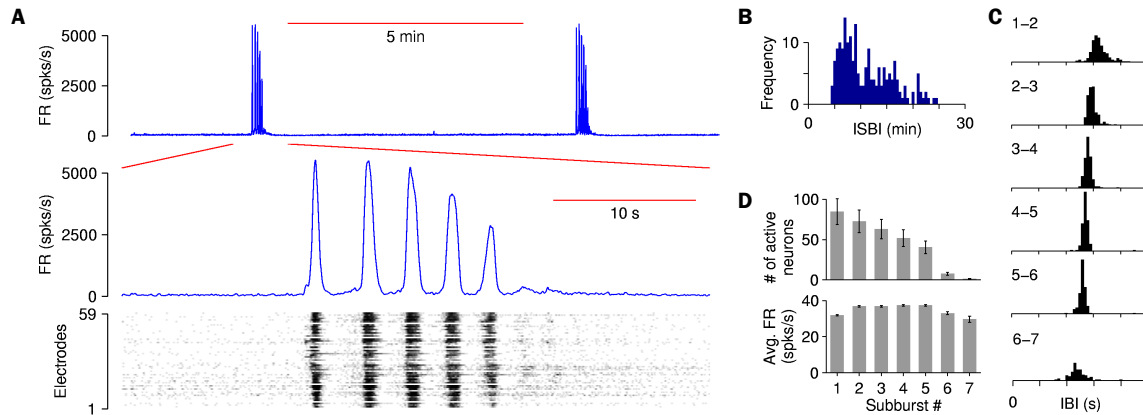 A
FR (spks/s)
5000
2500
0
5 min
FR (spks/s)
5000
2500
0
10 s
Electrodes
59
1
B
Frequency
10
0
0
ISBI (min)
30
C
1–2
2–3
3–4
4–5
5–6
6–7
0
IBI (s)
D
# of active
neurons
100
50
0
Avg. FR
(spks/s)
40
20
0
1 2 3 4 5 6 7
Subburst #